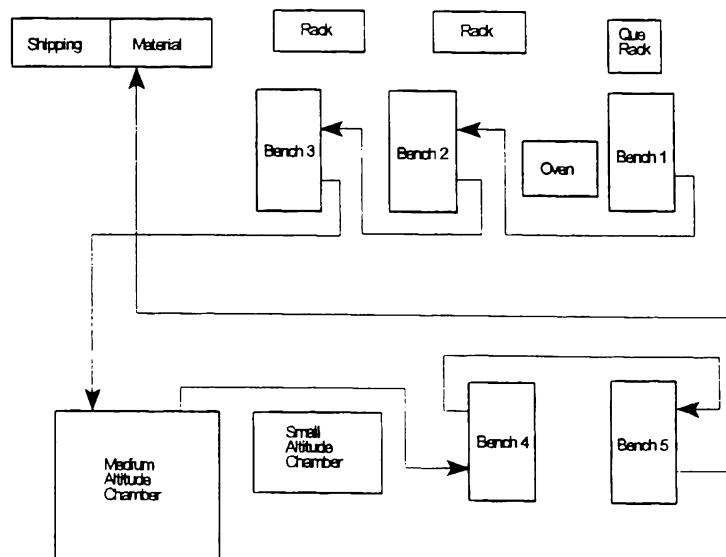 Rack
Rack
Que
Rack
Shipping
Material
Bench 3
Bench 2
Oven
Bench 1
Small
Altitude
Chamber
Bench 4
Bench 5
Medium
Altitude
Chamber